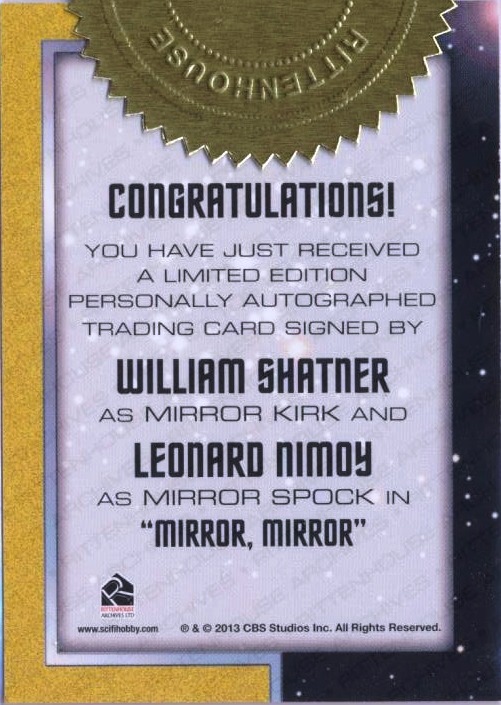 RITTENHOUSE
CONGRATULATIONS!
YOU HAVE JUST RECEIVED
A LIMITED EDITION
PERSONALLY AUTOGRAPHED
TRADING CARD SIGNED BY
WILLIAM SHATNER
AS MIRROR KIRK AND
LEONARD NIMOY
AS MIRROR SPOCK IN
“MIRROR, MIRROR”
RITTENHOUSE
ARCHIVES LTD
www.scifihobby.com ® & © 2013 CBS Studios Inc. All Rights Reserved.